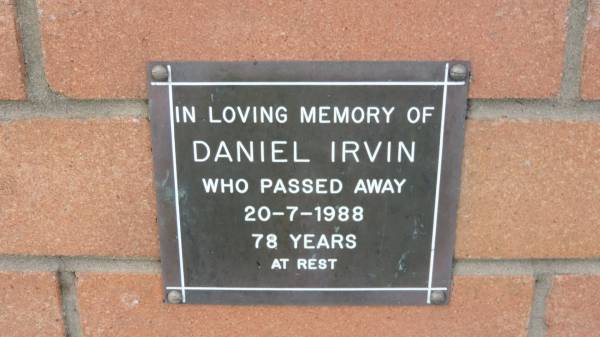 IN LOVING MEMORY OF
DANIEL IRVIN
WHO PASSED AWAY
20-7-1988
78 YEARS
AT REST